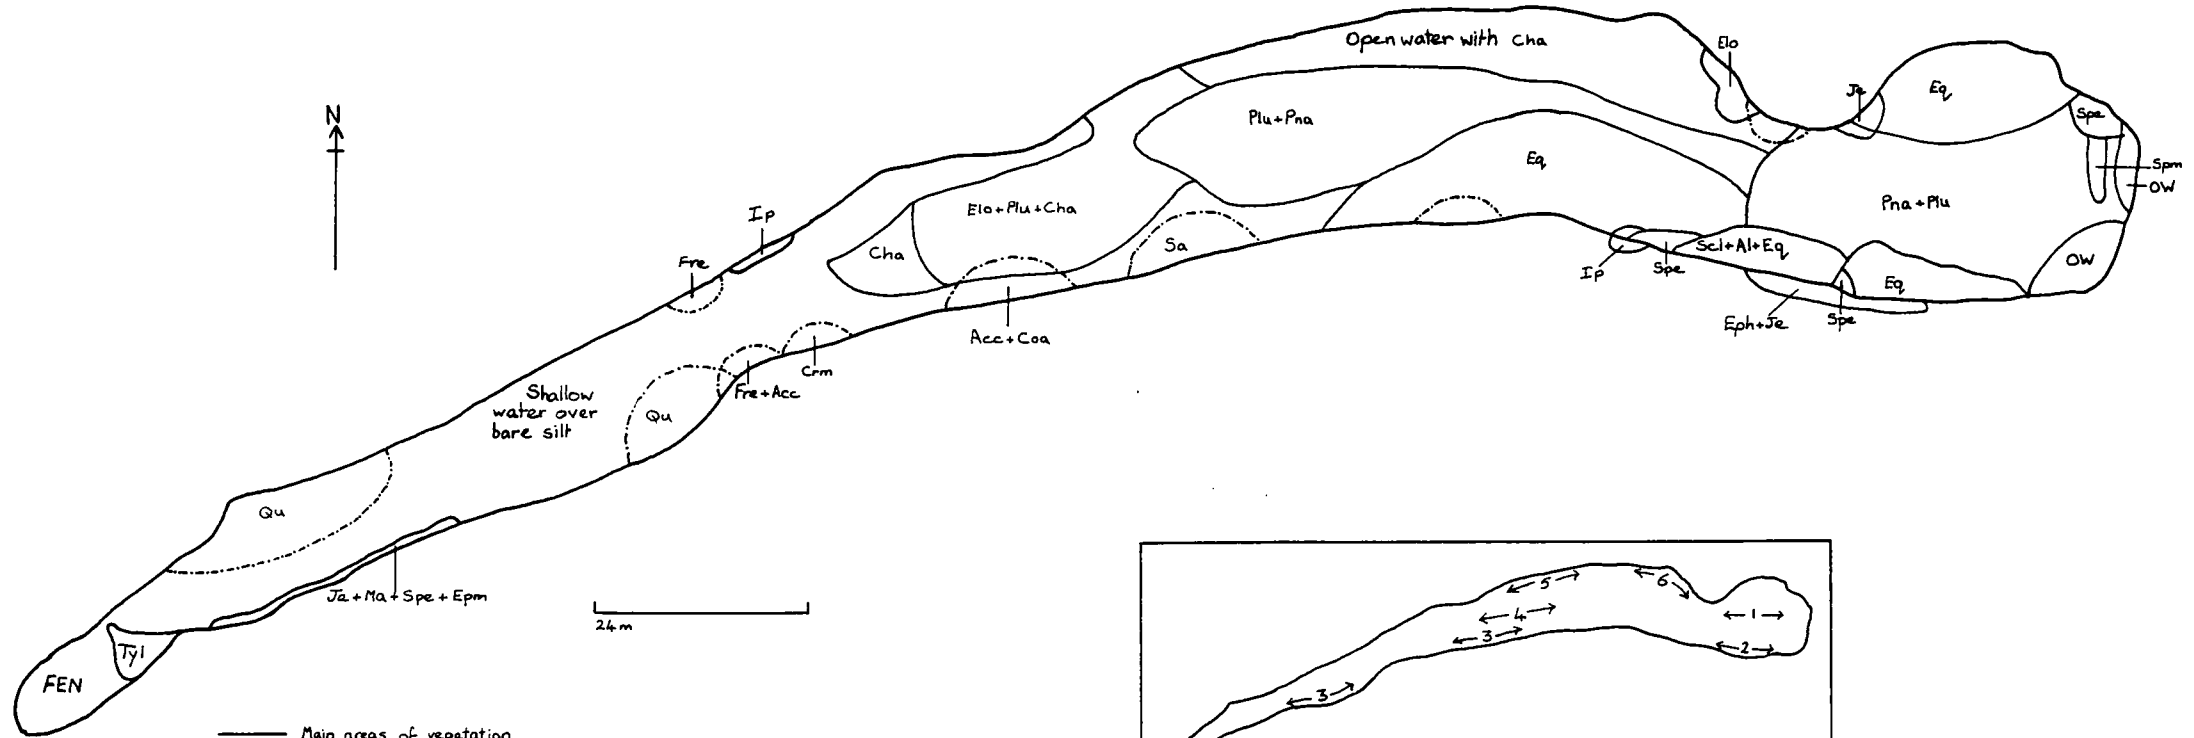 Open water with Cha
Elo
Je
Eq
Spe
Spm
OW
N
Plu+Pna
Eq
Pna+Plu
Ip
Elo+Plu+Cha
Sa
Cha
Fre
Ip
Spe
Scl+Al+Eq
OW
Eq
Eph+Je
Spe
Acc+Coa
Crm
Fre+Acc
Shallow
water over
bare silt
Qu
Qu
Ja+Ma+Spe+Epm
24m
Tyl
FEN
5
6
4
1
3
2
3
Main areas of vegetation